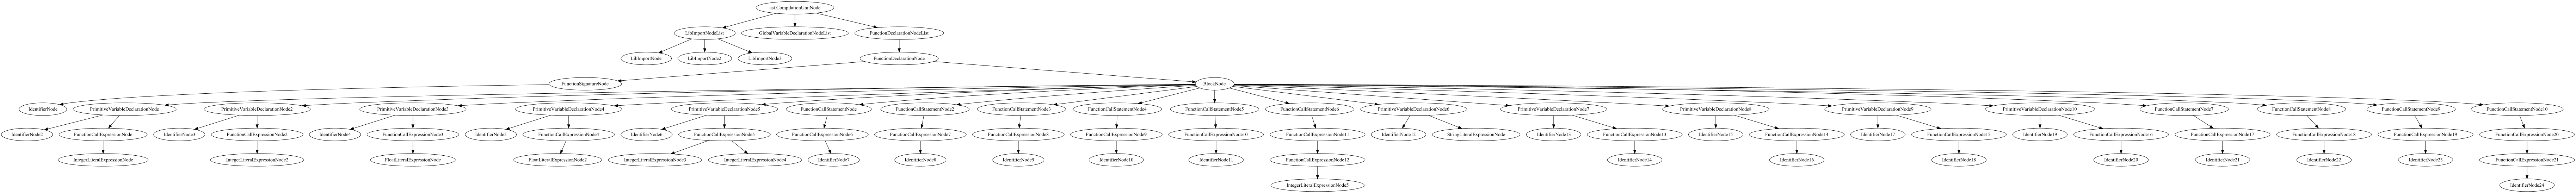 ast.CompilationUnitNode
LibImportNodeList
GlobalVariableDeclarationNodeList
FunctionDeclarationNodeList
LibImportNode
LibImportNode2
LibImportNode3
FunctionDeclarationNode
FunctionSignatureNode
BlockNode
IdentifierNode
PrimitiveVariableDeclarationNode
PrimitiveVariableDeclarationNode2
PrimitiveVariableDeclarationNode3
PrimitiveVariableDeclarationNode4
PrimitiveVariableDeclarationNode5
FunctionCallStatementNode
FunctionCallStatementNode2
FunctionCallStatementNode3
FunctionCallStatementNode4
FunctionCallStatementNode5
FunctionCallStatementNode6
PrimitiveVariableDeclarationNode6
PrimitiveVariableDeclarationNode7
PrimitiveVariableDeclarationNode8
PrimitiveVariableDeclarationNode9
PrimitiveVariableDeclarationNode10
FunctionCallStatementNode7
FunctionCallStatementNode8
FunctionCallStatementNode9
FunctionCallStatementNode10
IdentifierNode2
FunctionCallExpressionNode
IdentifierNode3
FunctionCallExpressionNode2
IdentifierNode4
FunctionCallExpressionNode3
IdentifierNode5
FunctionCallExpressionNode4
IdentifierNode6
FunctionCallExpressionNode5
FunctionCallExpressionNode6
FunctionCallExpressionNode7
FunctionCallExpressionNode8
FunctionCallExpressionNode9
FunctionCallExpressionNode10
FunctionCallExpressionNode11
IdentifierNode12
StringLiteralExpressionNode
IdentifierNode13
FunctionCallExpressionNode13
IdentifierNode15
FunctionCallExpressionNode14
IdentifierNode17
FunctionCallExpressionNode15
IdentifierNode19
FunctionCallExpressionNode16
FunctionCallExpressionNode17
FunctionCallExpressionNode18
FunctionCallExpressionNode19
FunctionCallExpressionNode20
IntegerLiteralExpressionNode
IntegerLiteralExpressionNode2
FloatLiteralExpressionNode
FloatLiteralExpressionNode2
IntegerLiteralExpressionNode3
IntegerLiteralExpressionNode4
IdentifierNode7
IdentifierNode8
IdentifierNode9
IdentifierNode10
IdentifierNode11
FunctionCallExpressionNode12
IdentifierNode14
IdentifierNode16
IdentifierNode18
IdentifierNode20
IdentifierNode21
IdentifierNode22
IdentifierNode23
FunctionCallExpressionNode21
IntegerLiteralExpressionNode5
IdentifierNode24